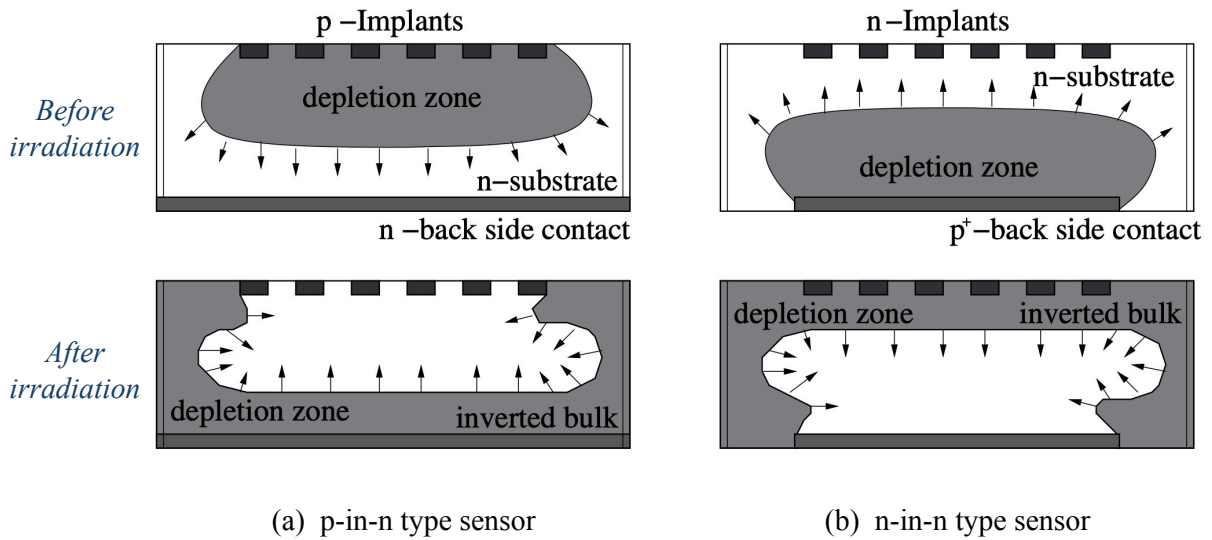 p −Implants
depletion zone
n−substrate
n −back side contact
n−Implants
n−substrate
depletion zone
p⁺−back side contact
Before
irradiation
depletion zone
inverted bulk
depletion zone
inverted bulk
After
irradiation
(a) p-in-n type sensor
(b) n-in-n type sensor